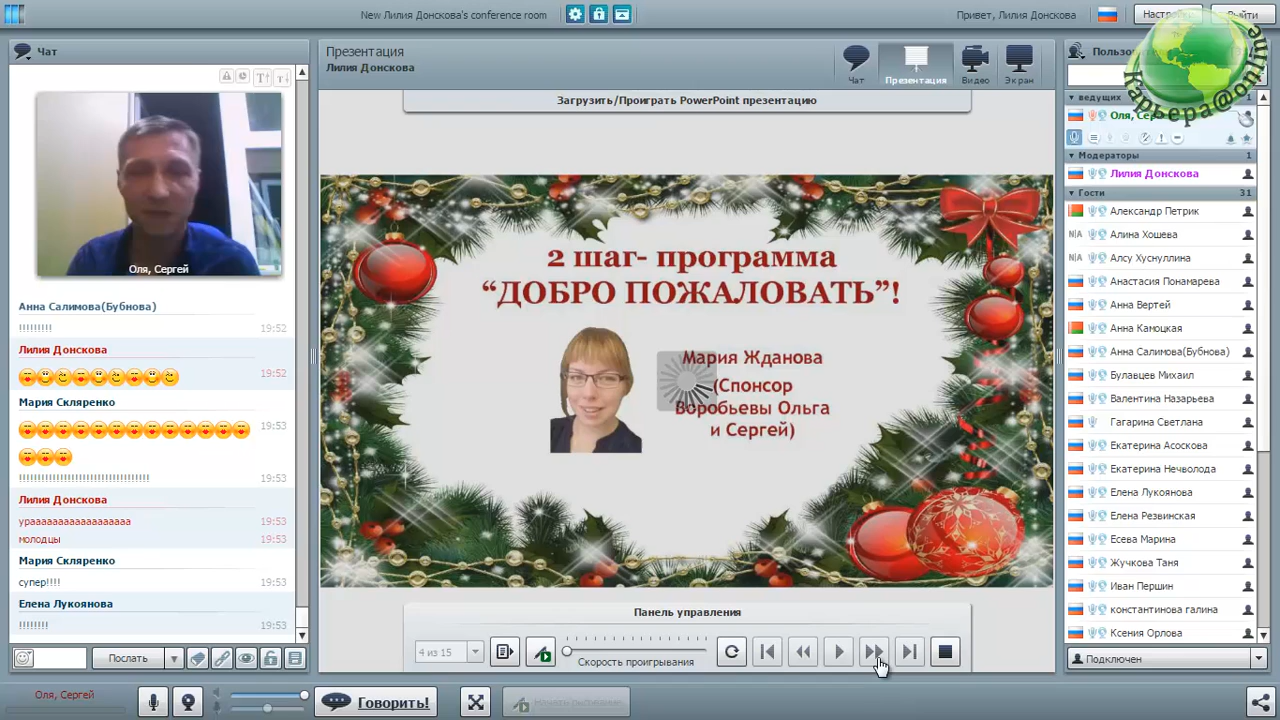 New Лилия Донскова's conference room
Привет, Лилия Донскова
Выйти
Чат
Оля, Сергей
Анна Салимова(Бубнова)
!!!!!!!!! 19:52
Лилия Донскова
19:52
Мария Скляренко
19:53
!!!!!!!!!!!!!!!!!!!!!!!!!!!!!!!!!! 19:53
Лилия Донскова
ураааааааааааааааааа 19:53
молодцы 19:53
Мария Скляренко
супер!!!! 19:53
Елена Лукоянова
!!!!!!!! 19:53
Послать
Оля, Сергей
Говорить!
Презентация
Лилия Донскова
Чат
Презентация
Видео
Экран
Загрузить/Проиграть PowerPoint презентацию
2 шаг- программа
“ДОБРО ПОЖАЛОВАТЬ”!
Мария Жданова
(Спонсор
Воробьевы Ольга
и Сергей)
Панель управления
4 из 15
Скорость проигрывания
карьера@online
ведущих 1
Модераторы 1
Лилия Донскова
Гости 31
Александр Петрик
N|A Алина Хошева
N|A Алсу Хуснуллина
Анастасия Понамарева
Анна Вертей
Анна Камоцкая
Анна Салимова(Бубнова)
Булавцев Михаил
Валентина Назарьева
Гагарина Светлана
Екатерина Асоскова
Екатерина Нечволода
Елена Лукоянова
Елена Резвинская
Есева Марина
Жучкова Таня
Иван Першин
константинова галина
Ксения Орлова
Подключен